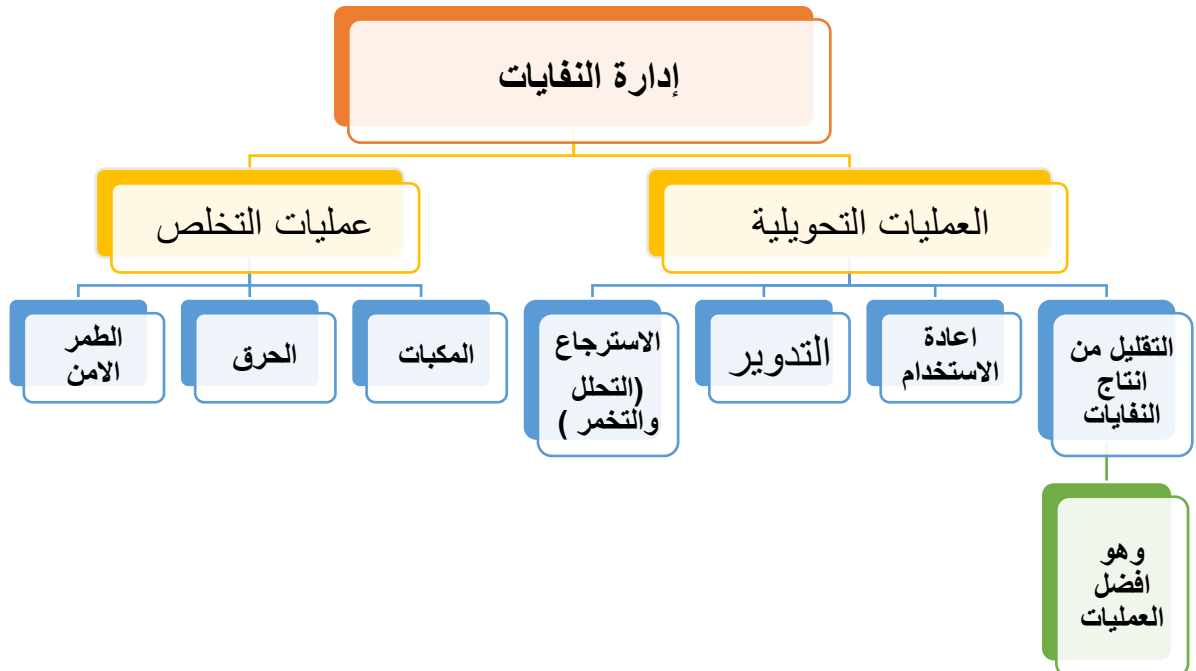 إدارة النفايات
العمليات التحويلية
عمليات التخلص
التقليل من
انتاج
النفايات
اعادة
الاستخدام
التدوير
الاسترجاع
(التحلل
والتخمر )
المكبات
الحرق
الطمر
الامن
وهو
افضل
العمليات